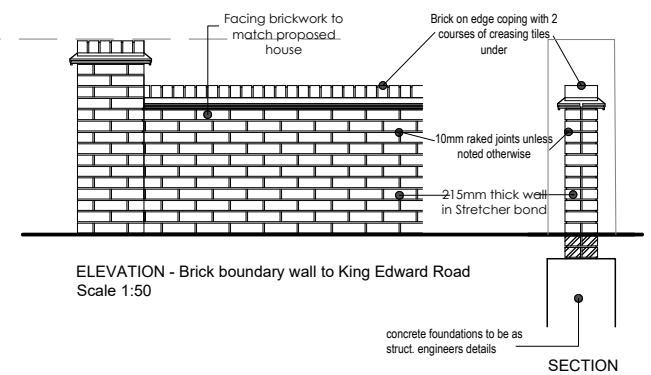 Facing brickwork to
match proposed
house
Brick on edge coping with 2
courses of creasing tiles
under
10mm raked joints unless
noted otherwise
215mm thick wall
in Stretcher bond
ELEVATION - Brick boundary wall to King Edward Road
Scale 1:50
concrete foundations to be as
struct. engineers details
SECTION